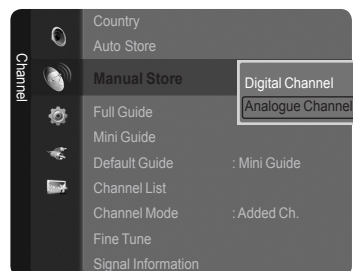 Channel
Country
Auto Store
Manual Store
Digital Channel
Analogue Channel
Full Guide
Mini Guide
Default Guide : Mini Guide
Channel List
Channel Mode : Added Ch.
Fine Tune
Signal Information